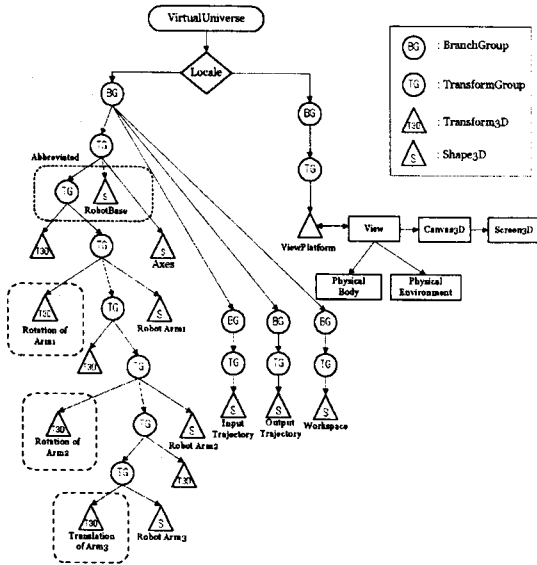 VirtualUniverse
Locale
BG : BranchGroup
TG : TransformGroup
T3D : Transform3D
S : Shape3D
BG
BG
TG
TG
Abbreviated
TG
S
RobotBase
ViewPlatform
View
Canvas3D
Screen3D
T3D
TG
S
Axes
Physical
Body
Physical
Environment
T3D
Rotation of
Arm1
TG
S
Robot Arm1
BG
BG
BG
T3D
TG
TG
TG
TG
T3D
Rotation of
Arm2
TG
S
Robot Arm2
S
Input
Trajectory
S
Output
Trajectory
S
Workspace
TG
T3D
T3D
Translation
of Arm3
S
Robot Arm3